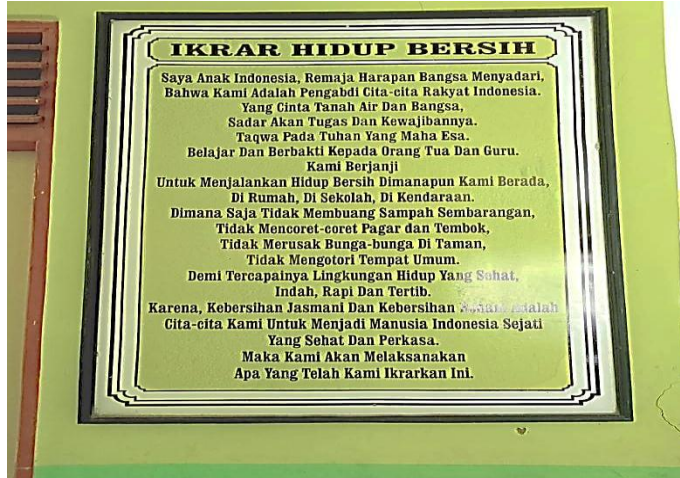 IKRAR HIDUP BERSIH
Saya Anak Indonesia, Remaja Harapan Bangsa Menyadari,
Bahwa Kami Adalah Pengabdi Cita-cita Rakyat Indonesia.
Yang Cinta Tanah Air Dan Bangsa,
Sadar Akan Tugas Dan Kewajibannya.
Taqwa Pada Tuhan Yang Maha Esa.
Belajar Dan Berbakti Kepada Orang Tua Dan Guru.
Kami Berjanji
Untuk Menjalankan Hidup Bersih Dimanapun Kami Berada,
Di Rumah, Di Sekolah, Di Kendaraan.
Dimana Saja Tidak Membuang Sampah Sembarangan,
Tidak Mencoret-coret Pagar dan Tembok,
Tidak Merusak Bunga-bunga Di Taman,
Tidak Mengotori Tempat Umum.
Demi Tercapainya Lingkungan Hidup Yang Sehat,
Indah, Rapi Dan Tertib.
Karena, Kebersihan Jasmani Dan Kebersihan Adalah
Cita-cita Kami Untuk Menjadi Manusia Indonesia Sejati
Yang Sehat Dan Perkasa.
Maka Kami Akan Melaksanakan
Apa Yang Telah Kami Ikrarkan Ini.